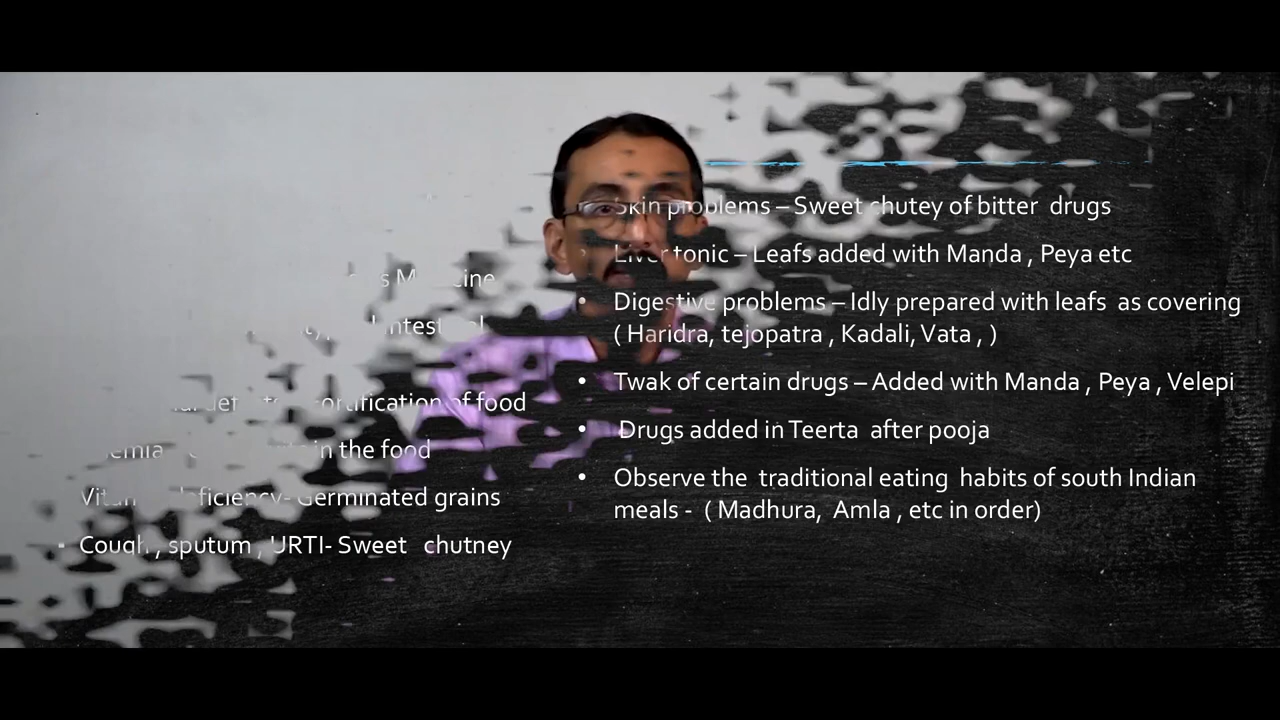 in the food
Germinated grains
Cough , sputum , URTI- Sweet chutney
Skin problems – Sweet chutey of bitter drugs
Liver tonic – Leafs added with Manda , Peya etc
• Digestive problems – Idly prepared with leafs as covering
( Haridra, tejopatra , Kadali, Vata , )
• Twak of certain drugs – Added with Manda , Peya , Velepi
• Drugs added in Teerta after pooja
• Observe the traditional eating habits of south Indian
meals - ( Madhura, Amla , etc in order)